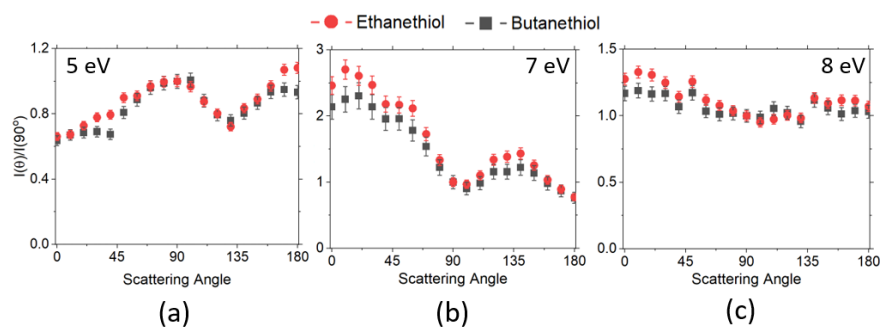 Ethanethiol Butanethiol
5 eV 7 eV 8 eV
I(θ)/I(90°)
1.2
0.8
0.4
0.0
3
2
1
0
1.5
1.0
0.5
0.0
0 45 90 135 180 0 45 90 135 180 0 45 90 135 180
Scattering Angle Scattering Angle Scattering Angle
(a) (b) (c)